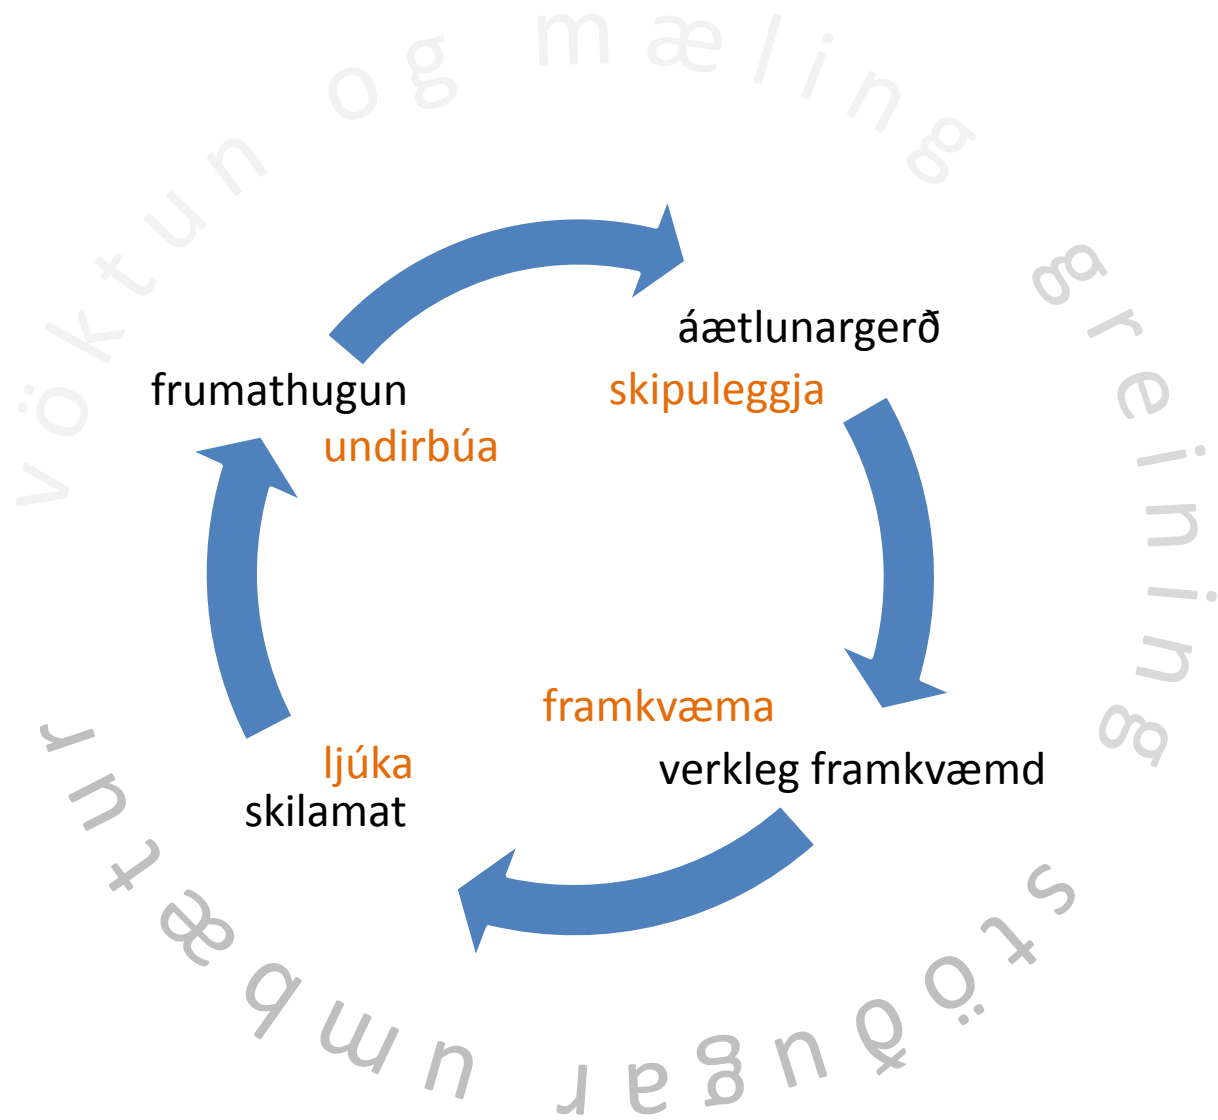 vöktun og mæling
greining
stöðugar umbætur
áætlunargerð
skipuleggja
frumathugun
undirbúa
framkvæma
verkleg framkvæmd
ljúka
skilamat